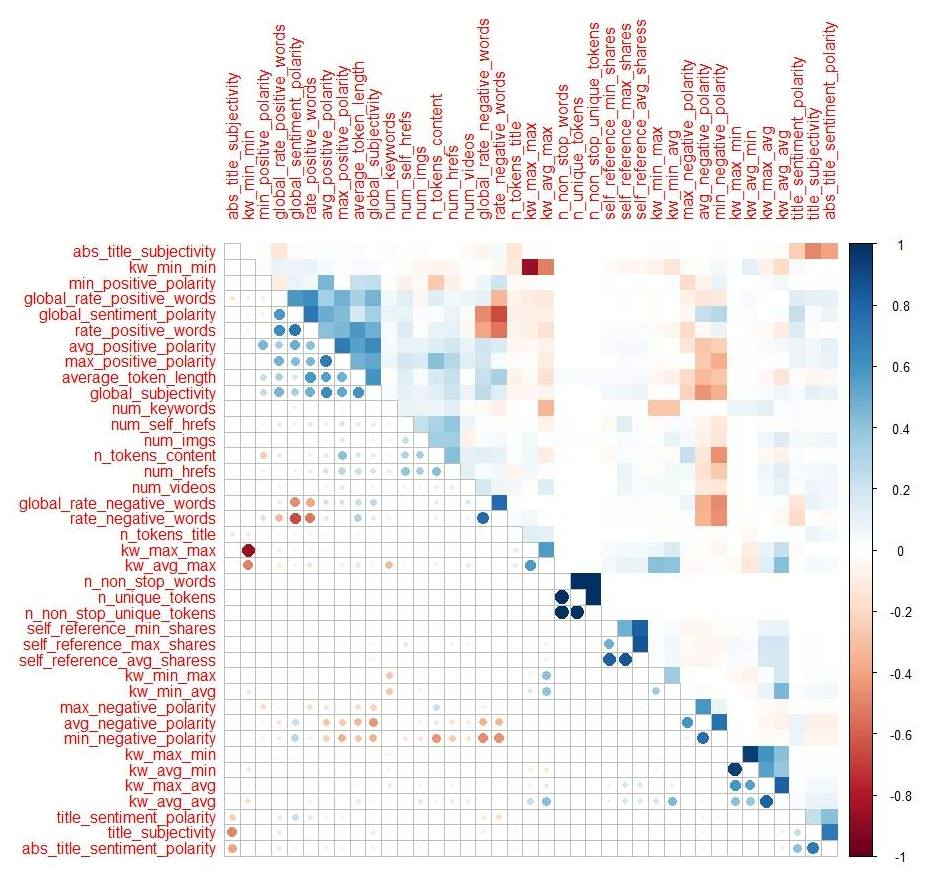 abs_title_subjectivity
kw_min_min
min_positive_polarity
global_rate_positive_words
global_sentiment_polarity
rate_positive_words
avg_positive_polarity
max_positive_polarity
average_token_length
global_subjectivity
num_keywords
num_self_hrefs
num_imgs
n_tokens_content
num_hrefs
num_videos
global_rate_negative_words
rate_negative_words
n_tokens_title
kw_max_max
kw_avg_max
n_non_stop_words
n_unique_tokens
n_non_stop_unique_tokens
self_reference_min_shares
self_reference_max_shares
self_reference_avg_sharess
kw_min_max
kw_min_avg
max_negative_polarity
avg_negative_polarity
min_negative_polarity
kw_max_min
kw_avg_min
kw_max_avg
kw_avg_avg
title_sentiment_polarity
title_subjectivity
abs_title_sentiment_polarity
abs_title_subjectivity
kw_min_min
min_positive_polarity
global_rate_positive_words
global_sentiment_polarity
rate_positive_words
avg_positive_polarity
max_positive_polarity
average_token_length
global_subjectivity
num_keywords
num_self_hrefs
num_imgs
n_tokens_content
num_hrefs
num_videos
global_rate_negative_words
rate_negative_words
n_tokens_title
kw_max_max
kw_avg_max
n_non_stop_words
n_unique_tokens
n_non_stop_unique_tokens
self_reference_min_shares
self_reference_max_shares
self_reference_avg_sharess
kw_min_max
kw_min_avg
max_negative_polarity
avg_negative_polarity
min_negative_polarity
kw_max_min
kw_avg_min
kw_max_avg
kw_avg_avg
title_sentiment_polarity
title_subjectivity
abs_title_sentiment_polarity
1
0.8
0.6
0.4
0.2
0
-0.2
-0.4
-0.6
-0.8
-1